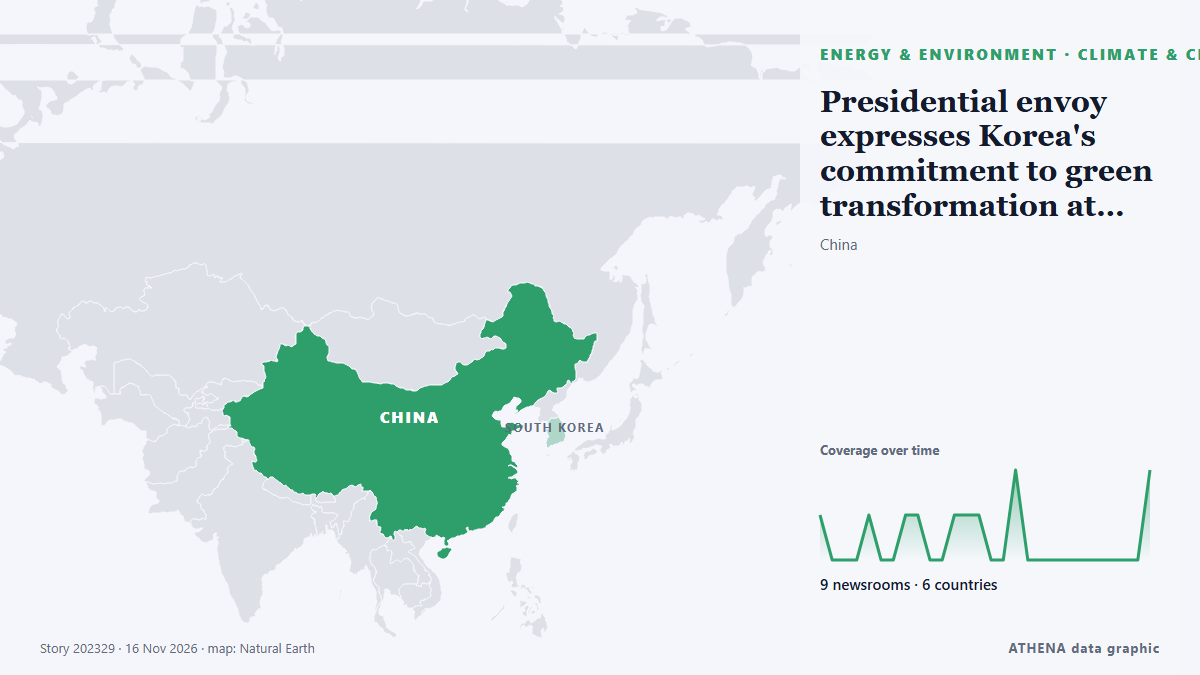 ENERGY & ENVIRONMENT · CLIMATE &
Presidential envoy
expresses Korea's
commitment to green
transformation at...
China
CHINA
SOUTH KOREA
Coverage over time
9 newsrooms · 6 countries
Story 202329 · 16 Nov 2026 · map: Natural Earth
ATHENA data graphic